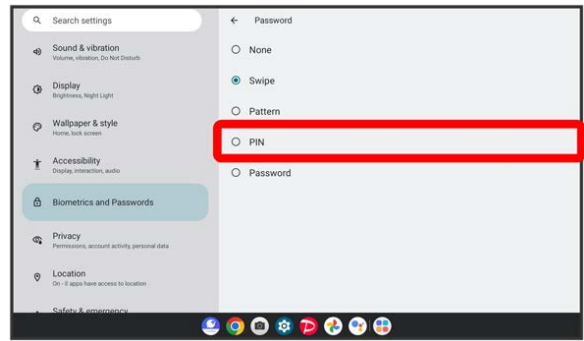 Search settings
Sound & vibration
Volume, vibration, Do Not Disturb
Display
Brightness, Night Light
Wallpaper & style
Home, lock screen
Accessibility
Display, interaction, audio
Biometrics and Passwords
Privacy
Permissions, account activity, personal data
Location
On - 0 apps have access to location
Safety & emergency
Password
None
Swipe
Pattern
PIN
Password